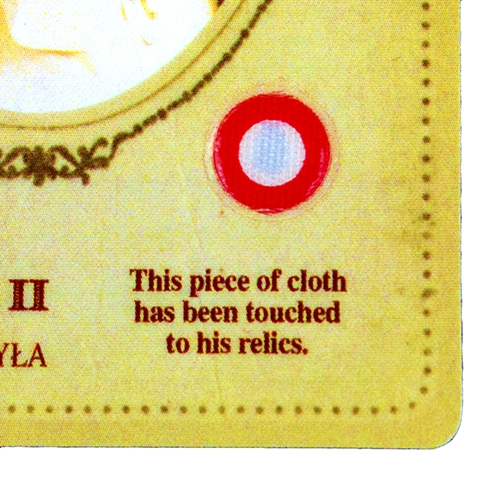 II
YŁA
This piece of cloth
has been touched
to his relics.